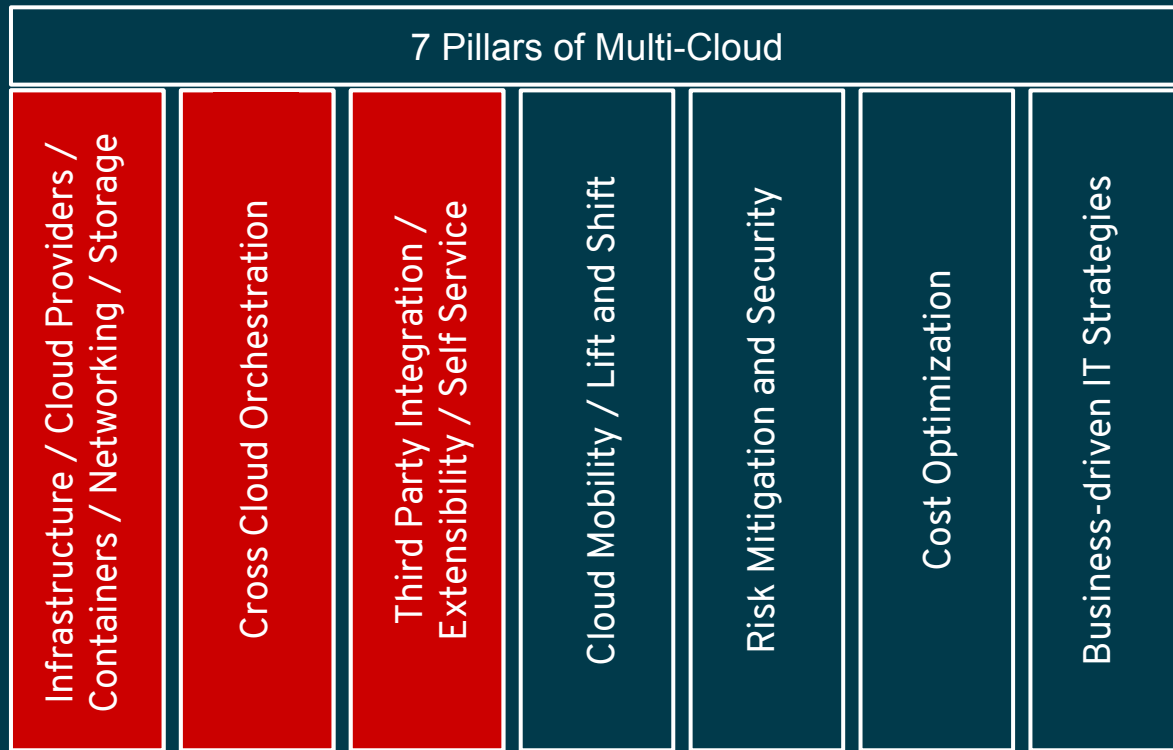 7 Pillars of Multi-Cloud
Infrastructure / Cloud Providers /
Containers / Networking / Storage
Cross Cloud Orchestration
Third Party Integration /
Extensibility / Self Service
Cloud Mobility / Lift and Shift
Risk Mitigation and Security
Cost Optimization
Business-driven IT Strategies